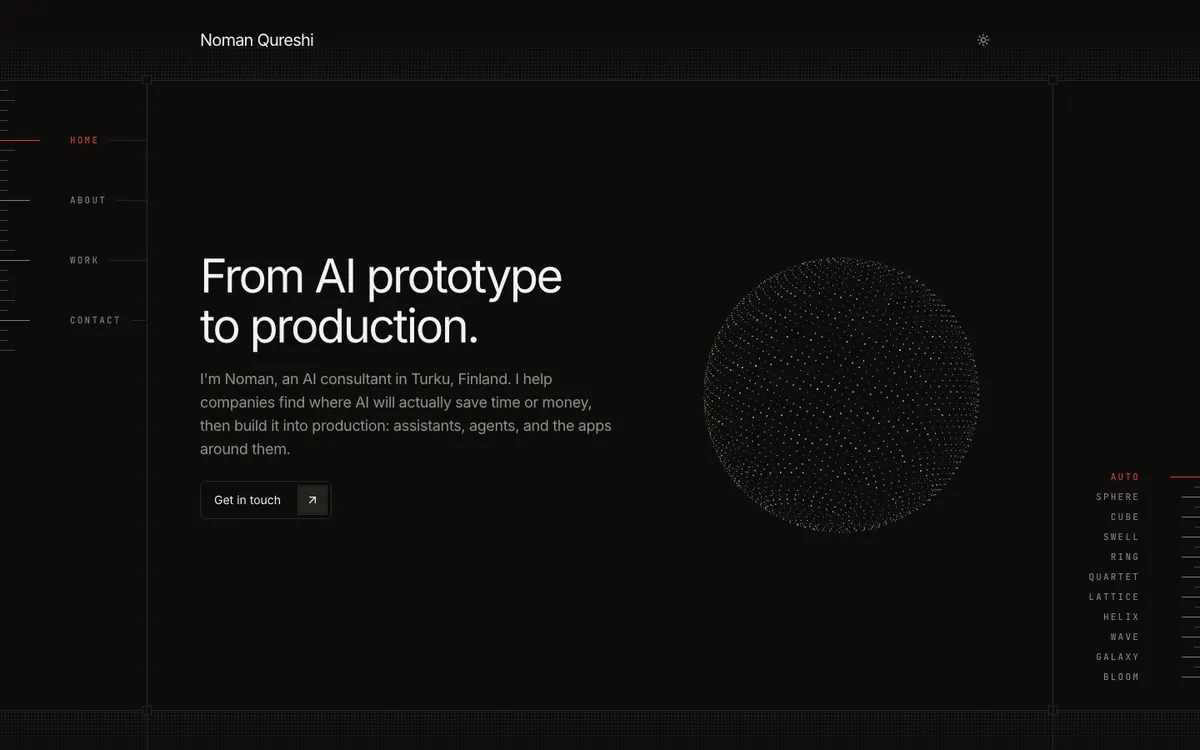 Noman Qureshi
HOME
ABOUT
WORK
CONTACT
From AI prototype
to production.
I'm Noman, an AI consultant in Turku, Finland. I help
companies find where AI will actually save time or money,
then build it into production: assistants, agents, and the apps
around them.
Get in touch
AUTO
SPHERE
CUBE
SWELL
RING
QUARTET
LATTICE
HELIX
WAVE
GALAXY
BLOOM